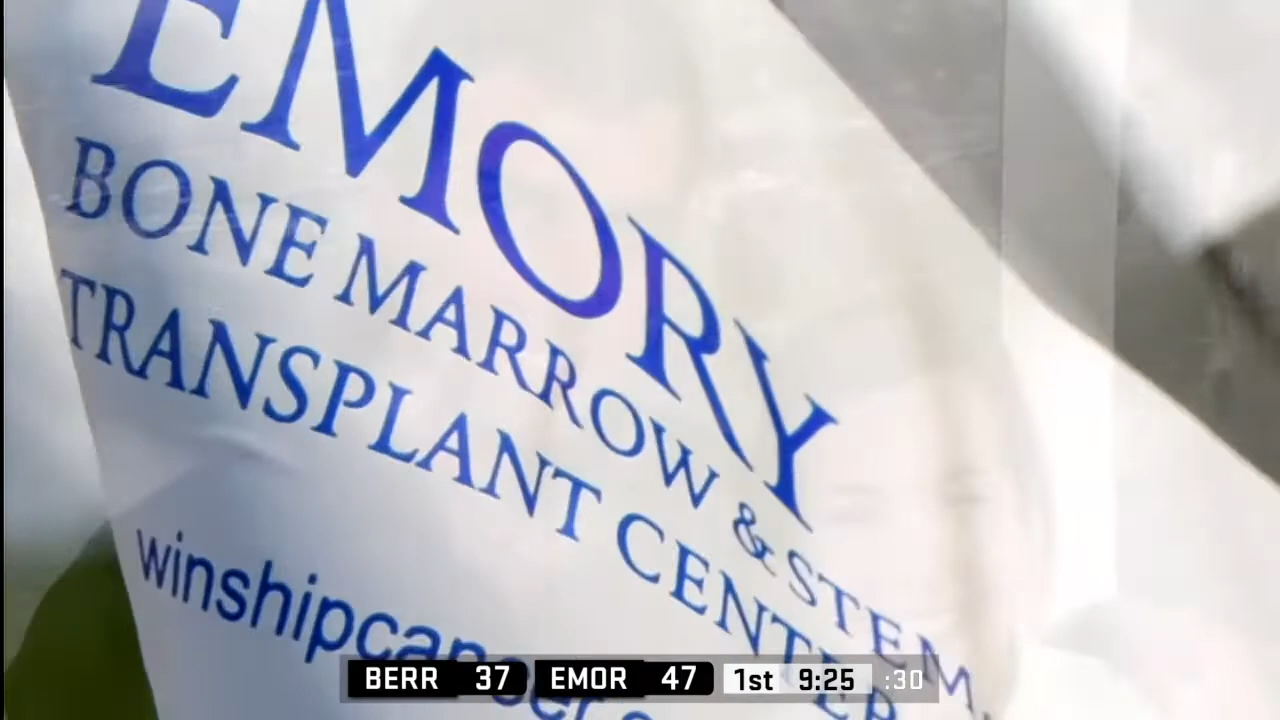 EMORY
BONE MARROW & STEM
TRANSPLANT CENTER
winshipcancer
BERR 37 EMOR 47 1st 9:25 :30